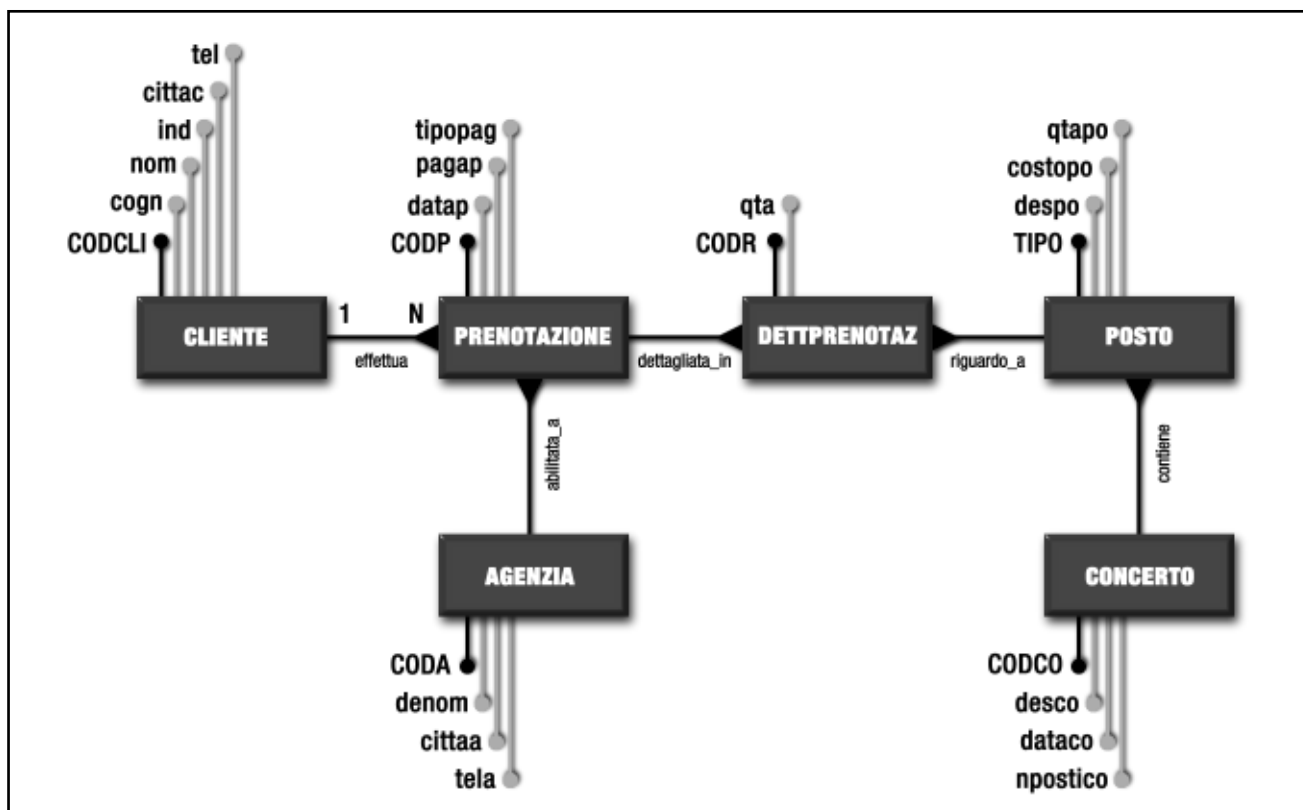 tel
cittac
ind
nom
cogn
CODCLI
tipopag
pagap
datap
CODP
qta
CODR
qtapo
costopo
despo
TIPO
CLIENTE
1
N
effettua
PRENOTAZIONE
dettagliata_in
DETTPRENOTAZ
riguardo_a
POSTO
abilitata_a
contiene
AGENZIA
CONCERTO
CODA
denom
cittaa
tela
CODCO
desco
dataco
npostico